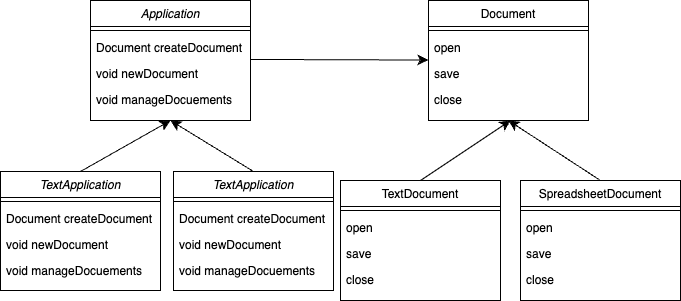 Application
Document createDocument
void newDocument
void manageDocuements
Document
open
save
close
TextApplication
Document createDocument
void newDocument
void manageDocuements
TextApplication
Document createDocument
void newDocument
void manageDocuements
TextDocument
open
save
close
SpreadsheetDocument
open
save
close